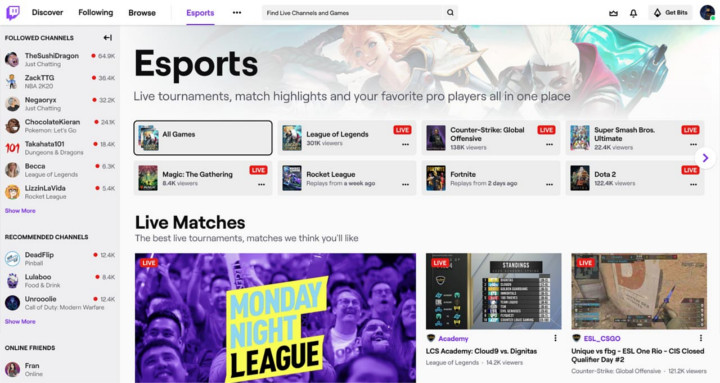 Discover
Following
Browse
Esports
Find Live Channels and Games
Get Bits
FOLLOWED CHANNELS
TheSushiDragon
64.9K
Just Chatting
ZackTTG
36.4K
NBA 2K20
Negaoryx
32.2K
Just Chatting
ChocolateKieran
24.1K
Pokemon: Let's Go
Takahata101
18.4K
Dungeons & Dragons
Becca
6.3K
League of Legends
LizzinLaVida
5.4K
Rocket League
Show More
RECOMMENDED CHANNELS
DeadFlip
12.4K
Pinball
Lulaboo
8.4K
Food & Drink
Unroolie
12.4K
Call of Duty: Modern Warfare
Show More
ONLINE FRIENDS
Fran
Online
Esports
Live tournaments, match highlights and your favorite pro players all in one place
All Games
League of Legends
LIVE
301K viewers
Counter-Strike: Global
Offensive
LIVE
138K viewers
Super Smash Bros.
Ultimate
LIVE
22.4K viewers
Magic: The Gathering
LIVE
8.4K viewers
Rocket League
Replays from a week ago
Fortnite
Replays from 2 days ago
Dota 2
LIVE
122.4K viewers
Live Matches
The best live tournaments, matches we think you'll like
LIVE
MONDAY
NIGHT
LEAGUE
LIVE
STANDINGS
Academy
LCS Academy: Cloud9 vs. Dignitas
League of Legends · 14.2K viewers
LIVE
ESL_CSGO
Unique vs fbg - ESL One Rio - CIS Closed
Qualifier Day #2
Counter-Strike: Global Offensive · 121.2K viewers